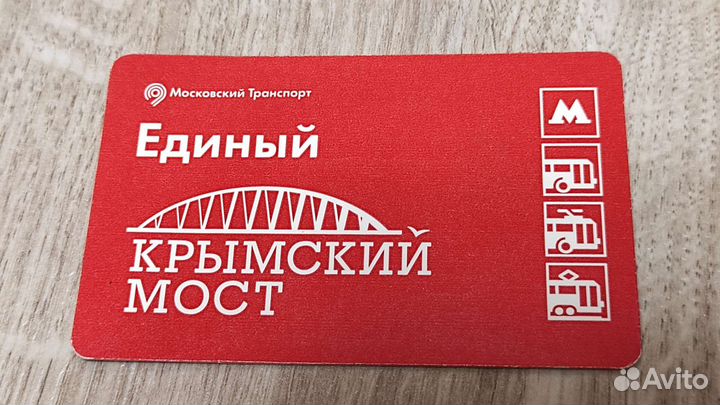 Московский Транспорт
Единый
М
КРЫМСКИЙ
МОСТ
Avito